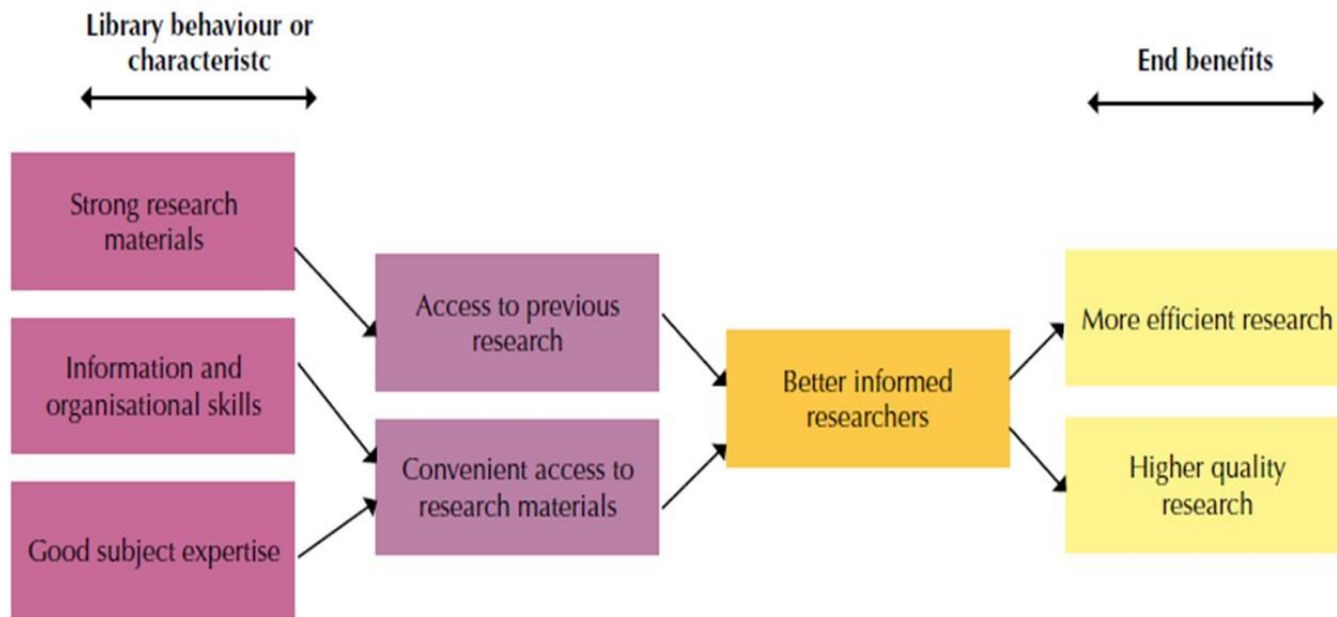 Library behaviour or
characteristc
End benefits
Strong research
materials
Information and
organisational skills
Good subject expertise
Access to previous
research
Convenient access to
research materials
Better informed
researchers
More efficient research
Higher quality
research